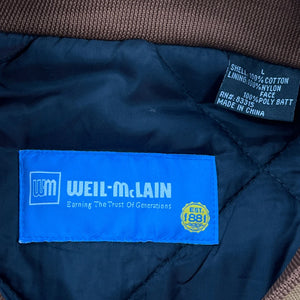 L
SHELL: 100% COTTON
LINING: 100% NYLON
FACE
100% POLY BATT
RN#: 83315
MADE IN CHINA
WM WEIL-McLAIN
Earning The Trust Of Generations
EST.
1881